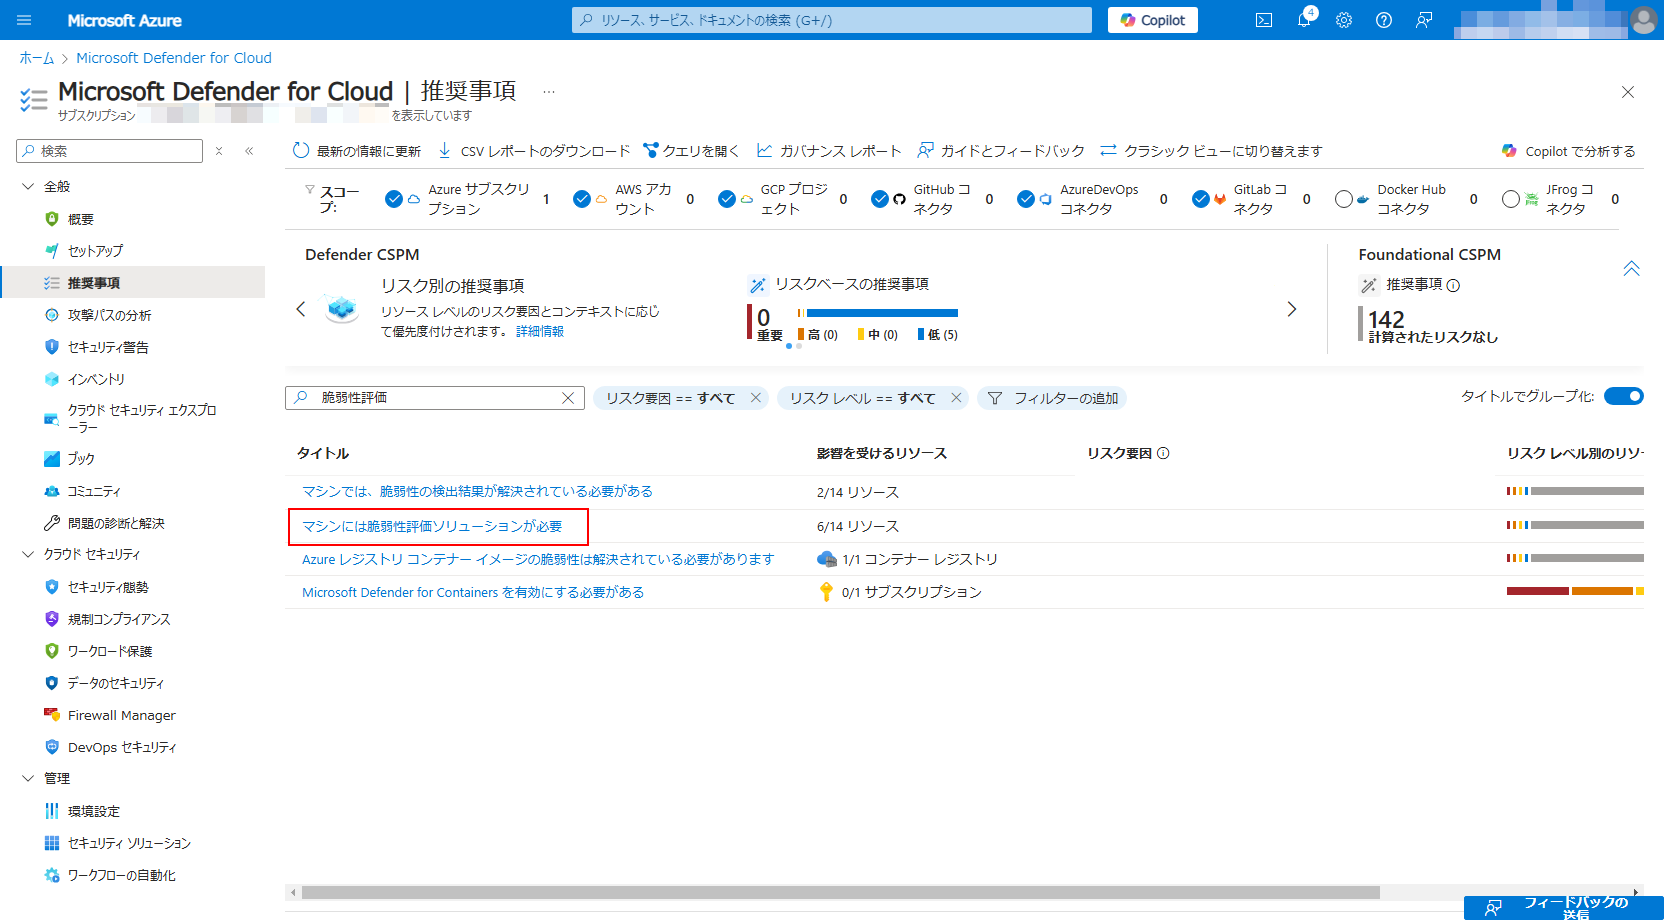 Microsoft Azure
リソース、サービス、ドキュメントの検索 (G+/)
Copilot
4
ホーム > Microsoft Defender for Cloud
Microsoft Defender for Cloud | 推奨事項 ...
サブスクリプション
を表示しています
検索
全般
概要
セットアップ
推奨事項
攻撃パスの分析
セキュリティ警告
インベントリ
クラウド セキュリティ エクスプロ
ーラー
ブック
コミュニティ
問題の診断と解決
クラウド セキュリティ
セキュリティ態勢
規制コンプライアンス
ワークロード保護
データのセキュリティ
Firewall Manager
DevOps セキュリティ
管理
環境設定
セキュリティ ソリューション
ワークフローの自動化
最新の情報に更新 CSV レポートのダウンロード クエリを開く ガバナンス レポート ガイドとフィードバック クラシック ビューに切り替えます Copilot で分析する
スコー
プ:
Azure サブスクリ
プション
1
AWS アカ
ウント
0
GCP プロジ
ェクト
0
GitHub コ
ネクタ
0
AzureDevOps
コネクタ
0
GitLab コ
ネクタ
0
Docker Hub
コネクタ
0
JFrog コ
ネクタ
0
Defender CSPM
リスク別の推奨事項
リソース レベルのリスク要因とコンテキストに応じ
て優先度付けされます。 詳細情報
リスクベースの推奨事項
0
重要
高 (0) 中 (0) 低 (5)
Foundational CSPM
推奨事項
142
計算されたリスクなし
脆弱性評価
リスク要因 == すべて
リスク レベル == すべて
フィルターの追加
タイトルでグループ化:
タイトル 影響を受けるリソース リスク要因 リスク レベル別のリソー
マシンでは、脆弱性の検出結果が解決されている必要がある 2/14 リソース
マシンには脆弱性評価ソリューションが必要 6/14 リソース
Azure レジストリ コンテナー イメージの脆弱性は解決されている必要があります 1/1 コンテナー レジストリ
Microsoft Defender for Containers を有効にする必要がある 0/1 サブスクリプション
フィードバックの
送信